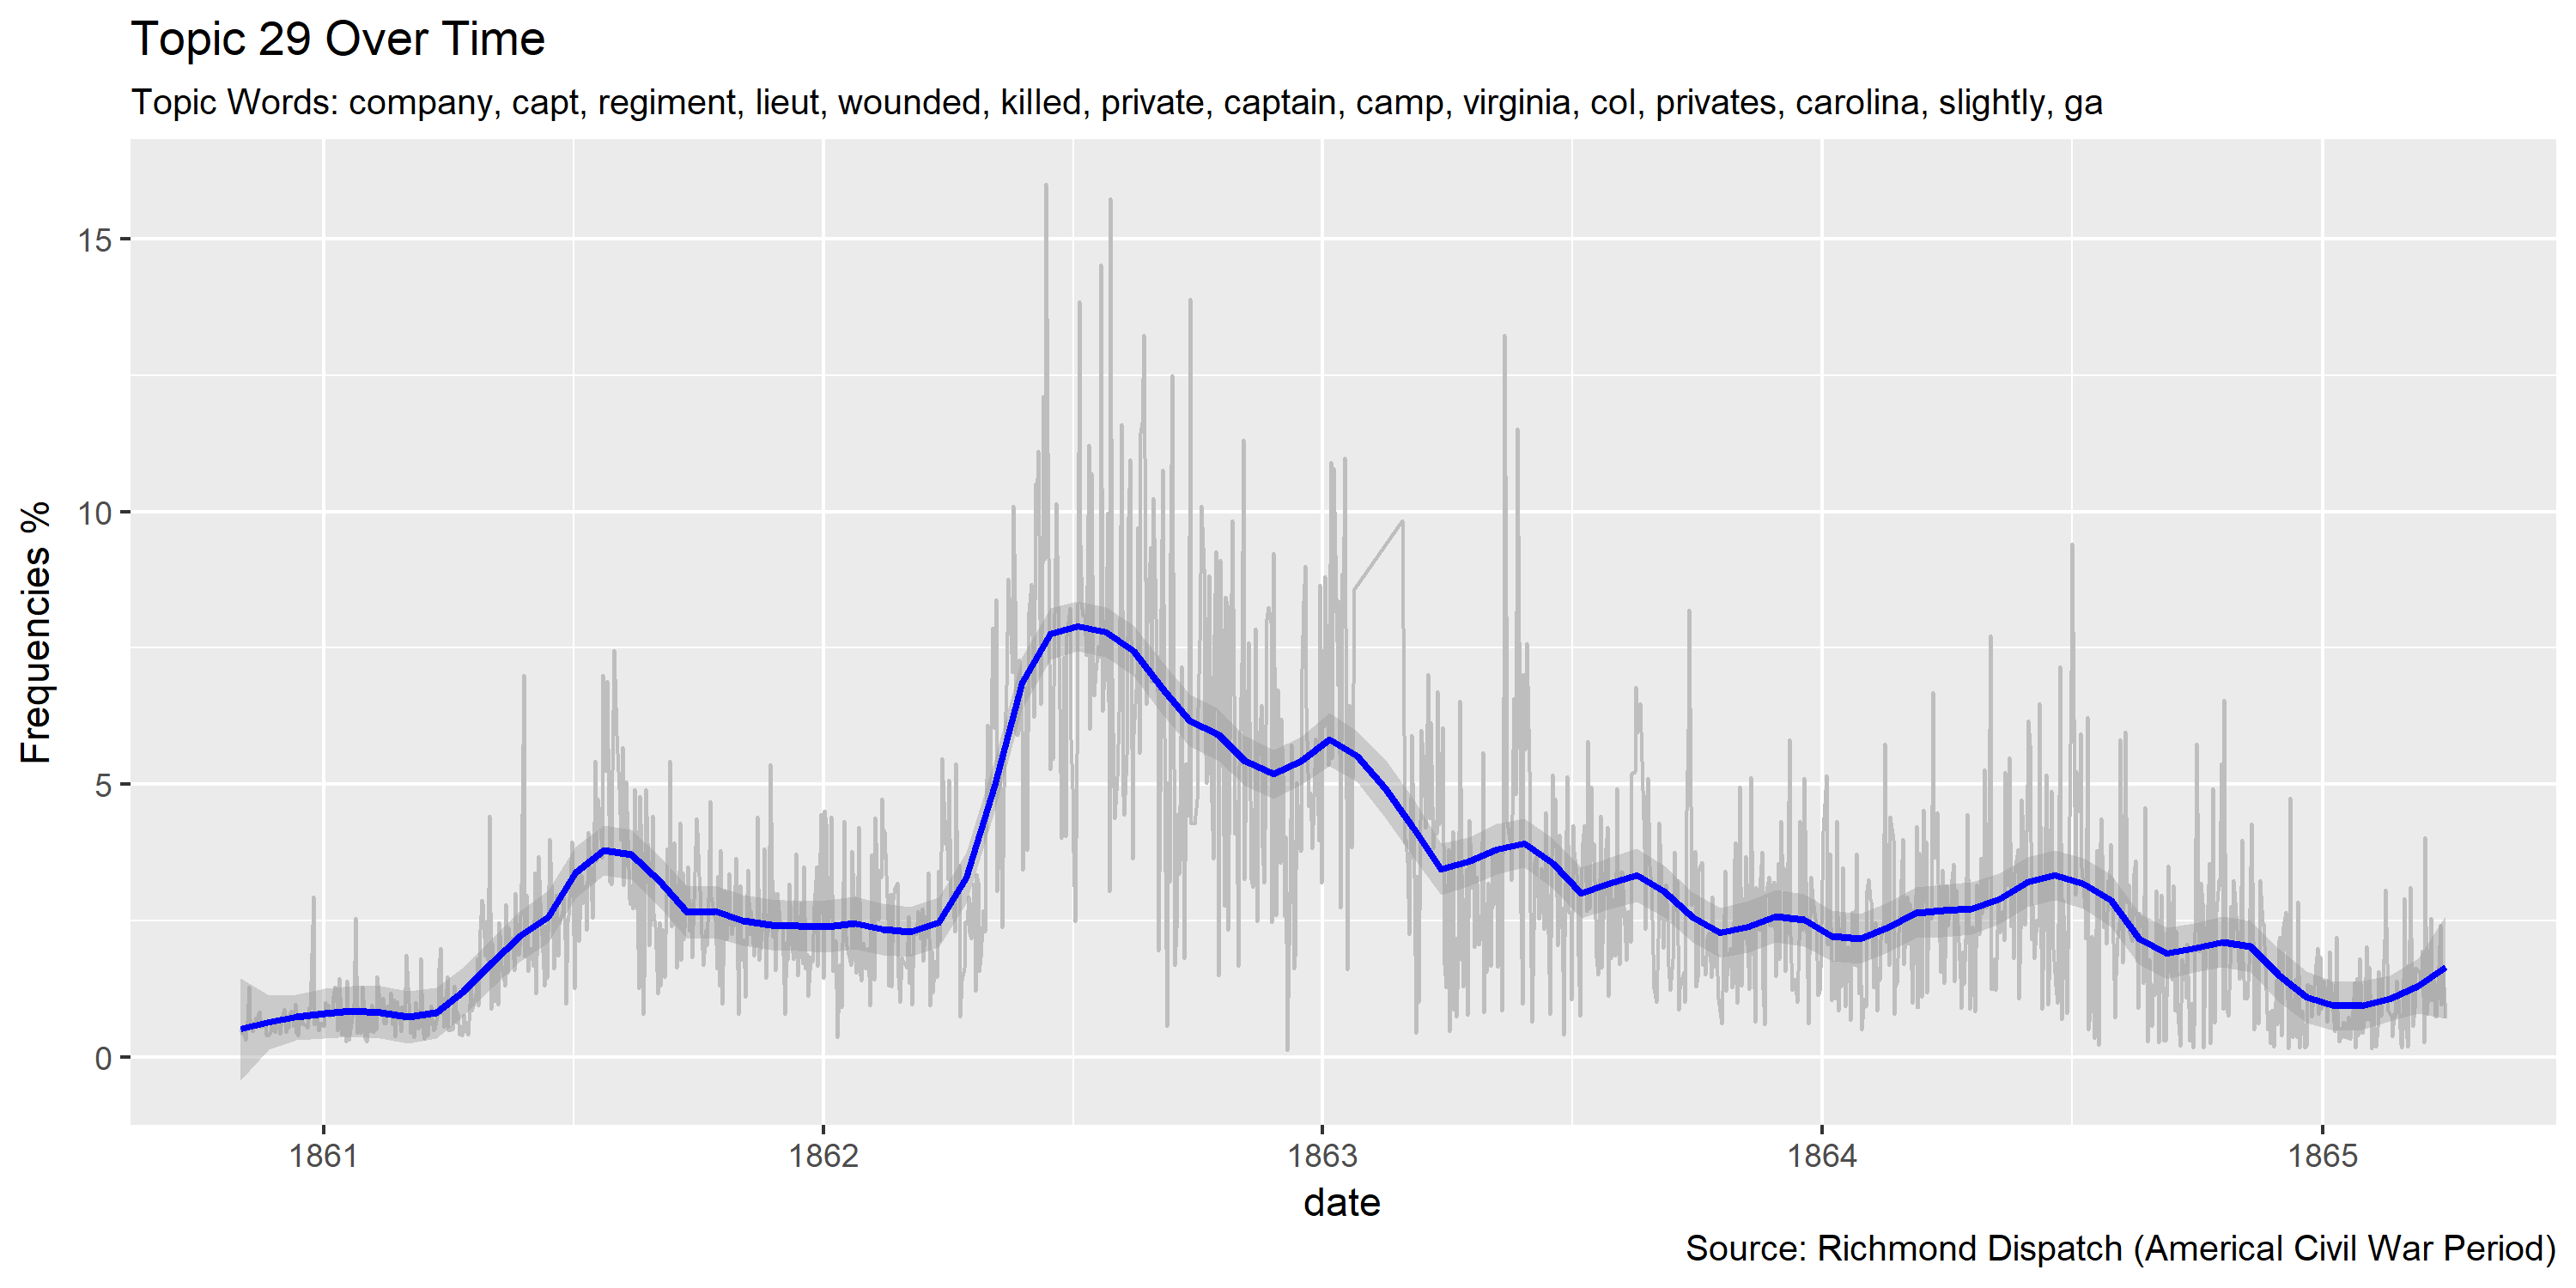 Topic 29 Over Time
Topic Words: company, capt, regiment, lieut, wounded, killed, private, captain, camp, virginia, col, privates, carolina, slightly, ga
Frequencies %
15
10
5
0
1861 1862 1863 1864 1865
date
Source: Richmond Dispatch (Americal Civil War Period)